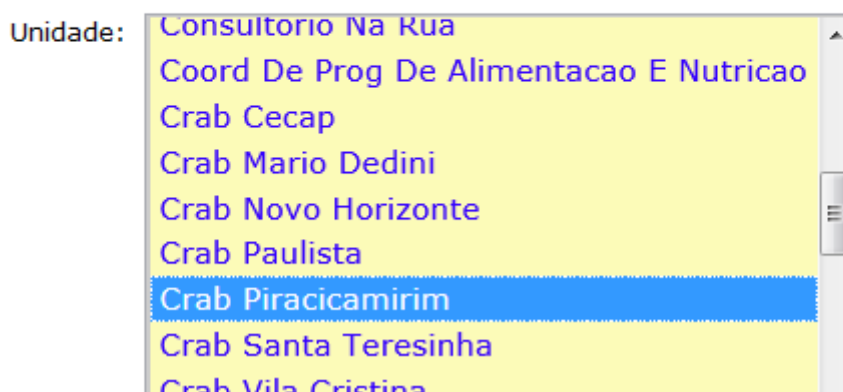 Unidade:
Consultorio Na Rua
Coord De Prog De Alimentacao E Nutricao
Crab Cecap
Crab Mario Dedini
Crab Novo Horizonte
Crab Paulista
Crab Piracicamirim
Crab Santa Teresinha
Crab Vila Cristina